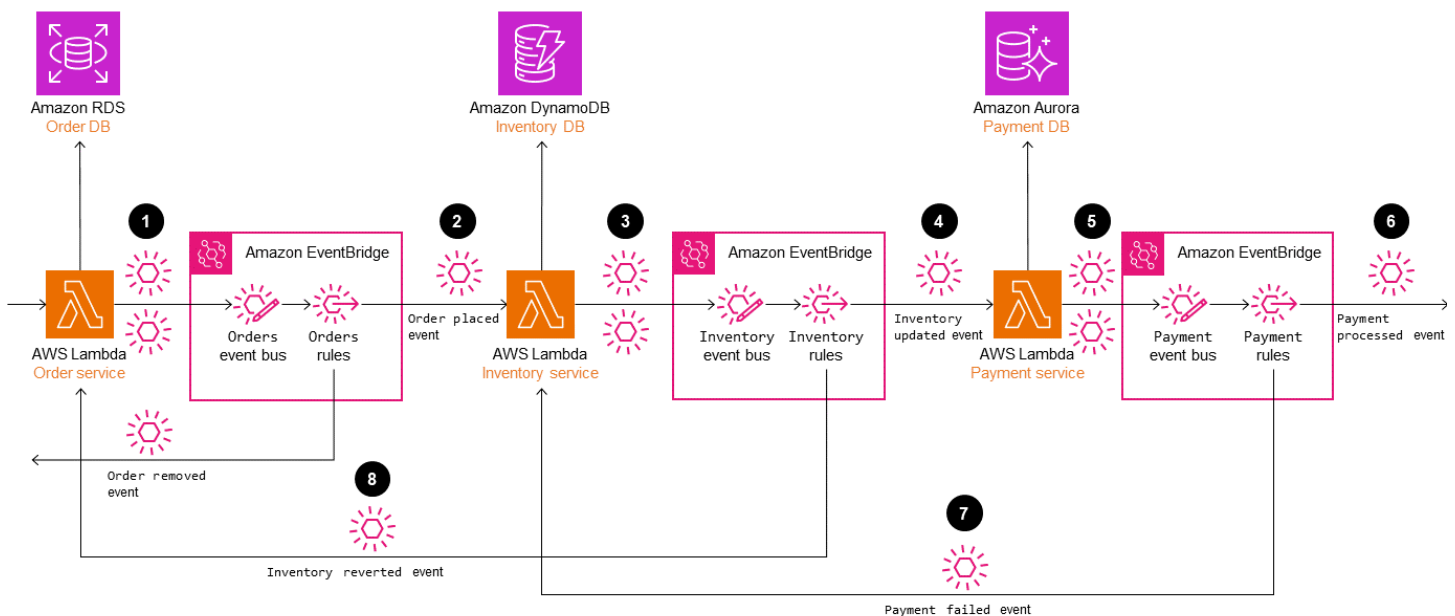 Amazon RDS
Order DB
Amazon DynamoDB
Inventory DB
Amazon Aurora
Payment DB
1
2
3
4
5
6
Amazon EventBridge
Amazon EventBridge
Amazon EventBridge
AWS Lambda
Order service
Orders
event bus
Orders
rules
Order placed
event
AWS Lambda
Inventory service
Inventory
event bus
Inventory
rules
Inventory
updated event
AWS Lambda
Payment service
Payment
event bus
Payment
rules
Payment
processed event
Order removed
event
8
Inventory reverted event
7
Payment failed event